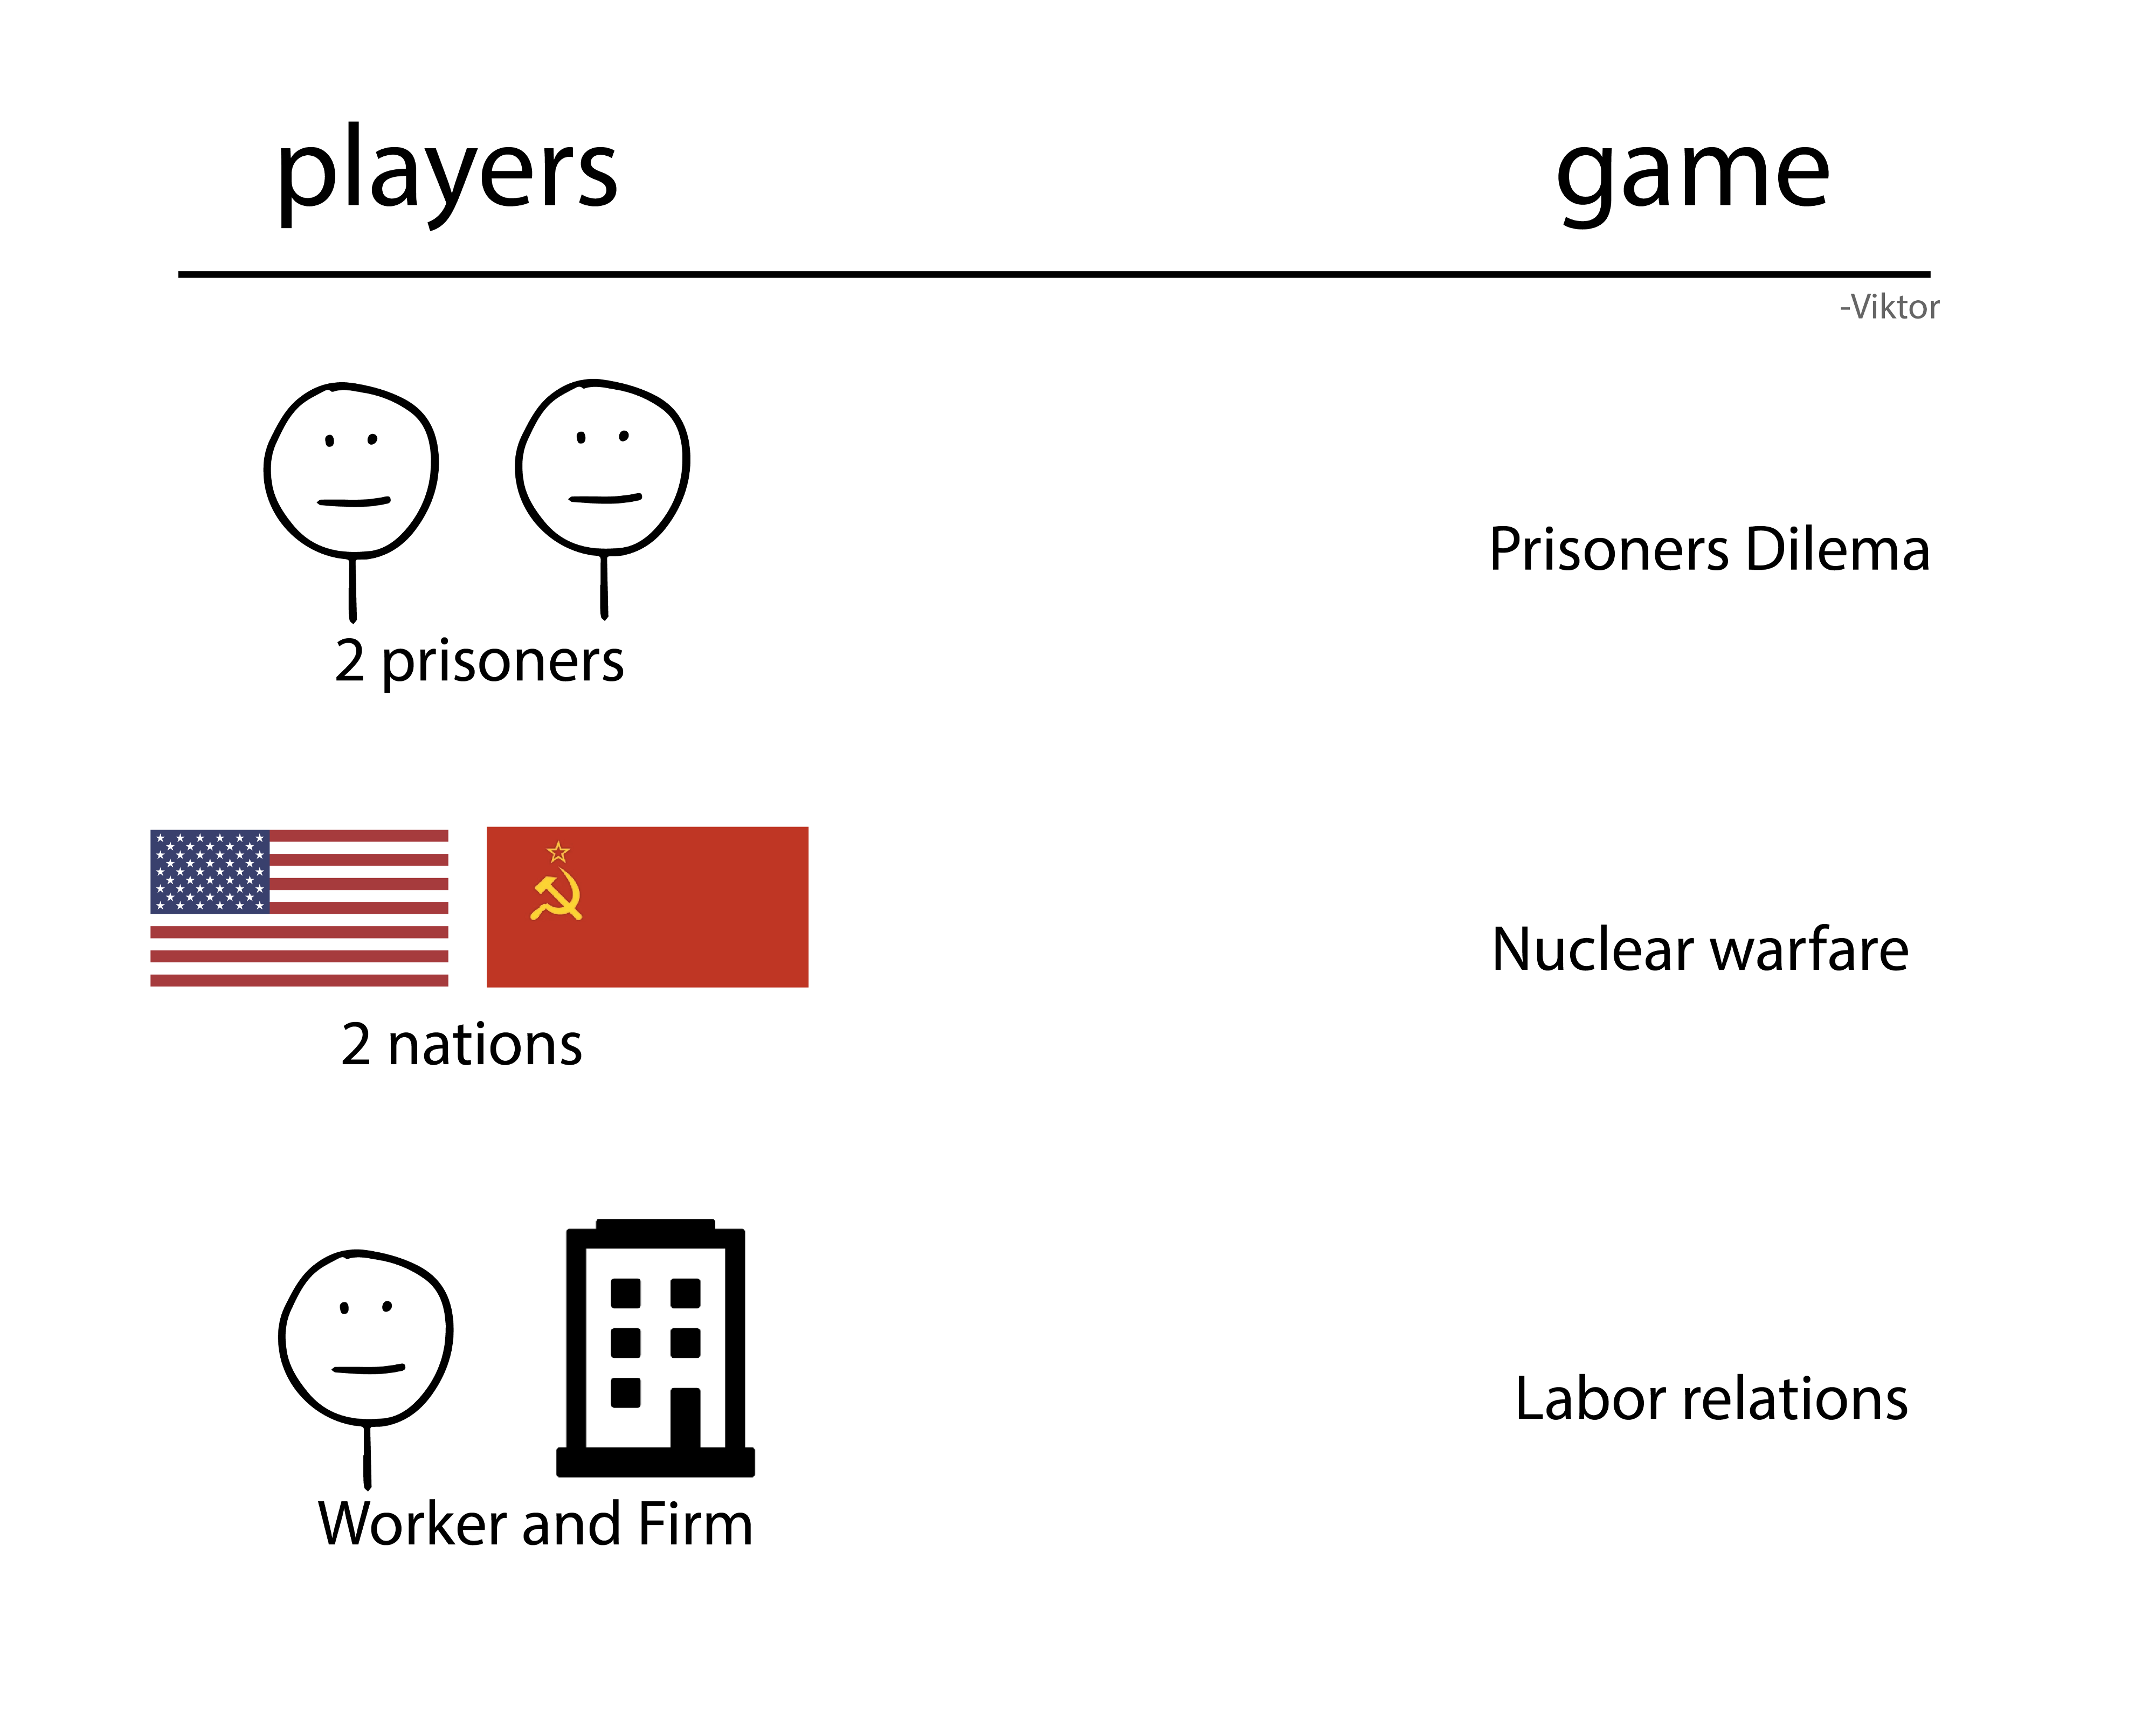 players
game
-Viktor
Prisoners Dilema
2 prisoners
Nuclear warfare
2 nations
Labor relations
Worker and Firm